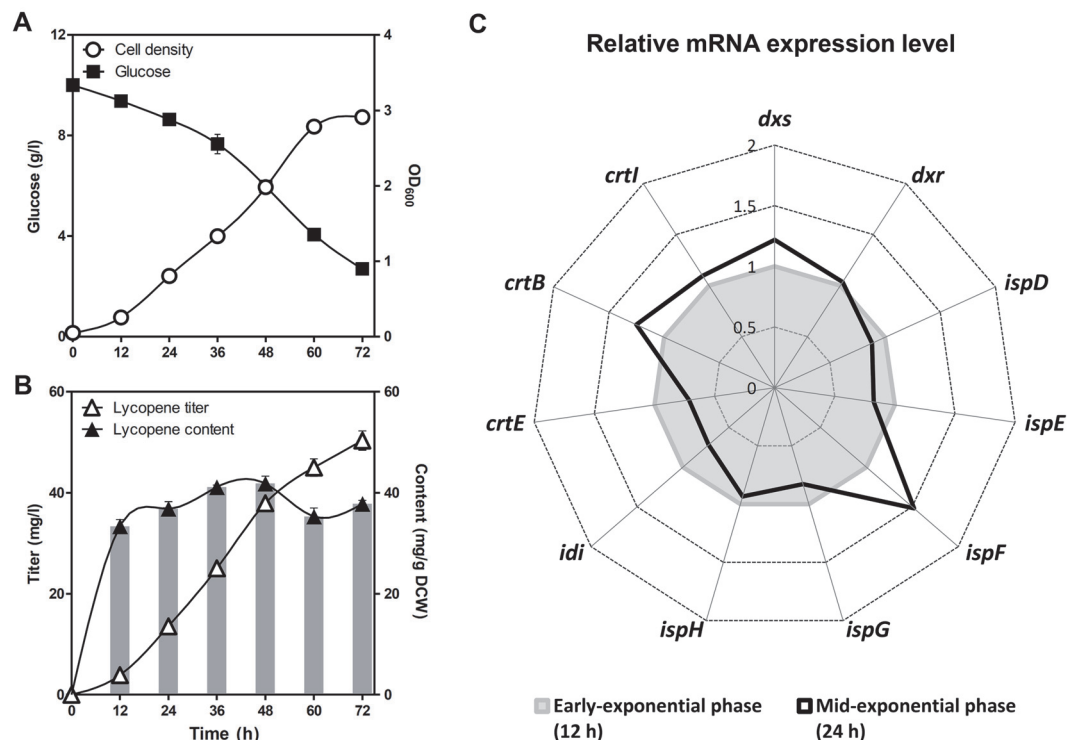 A
12
8
4
0
Glucose (g/l)
Cell density
Glucose
4
3
2
1
0
OD600
0 12 24 36 48 60 72
B
60
40
20
0
Titer (mg/l)
Lycopene titer
Lycopene content
60
40
20
0
Content (mg/g DCW)
0 12 24 36 48 60 72
Time (h)
C
Relative mRNA expression level
dxs
dxr
ispD
ispE
ispF
ispG
ispH
idi
crtE
crtB
crtI
2
1.5
1
0.5
0
Early-exponential phase
(12 h)
Mid-exponential phase
(24 h)